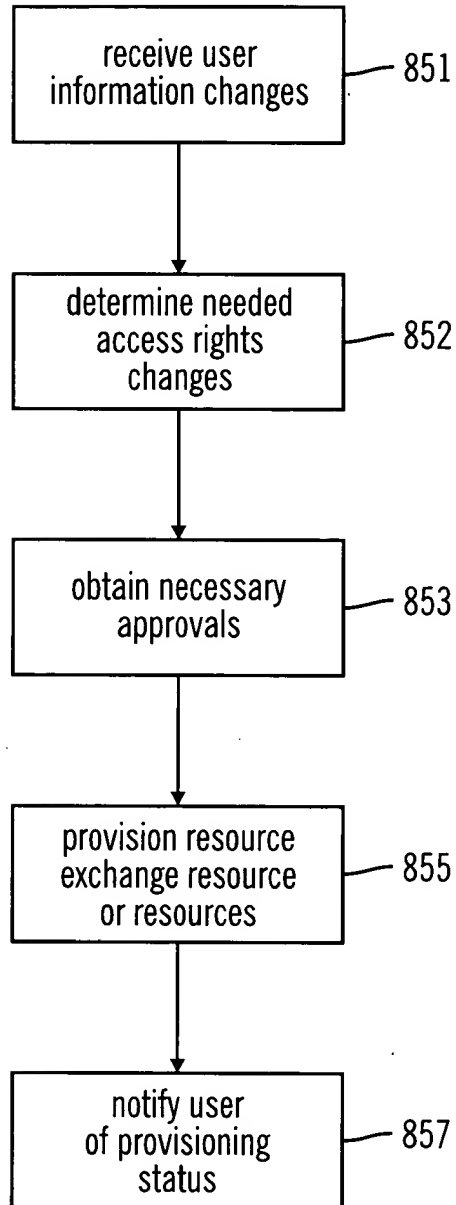 receive user
information changes
851
determine needed
access rights
changes
852
obtain necessary
approvals
853
provision resource
exchange resource
or resources
855
notify user
of provisioning
status
857